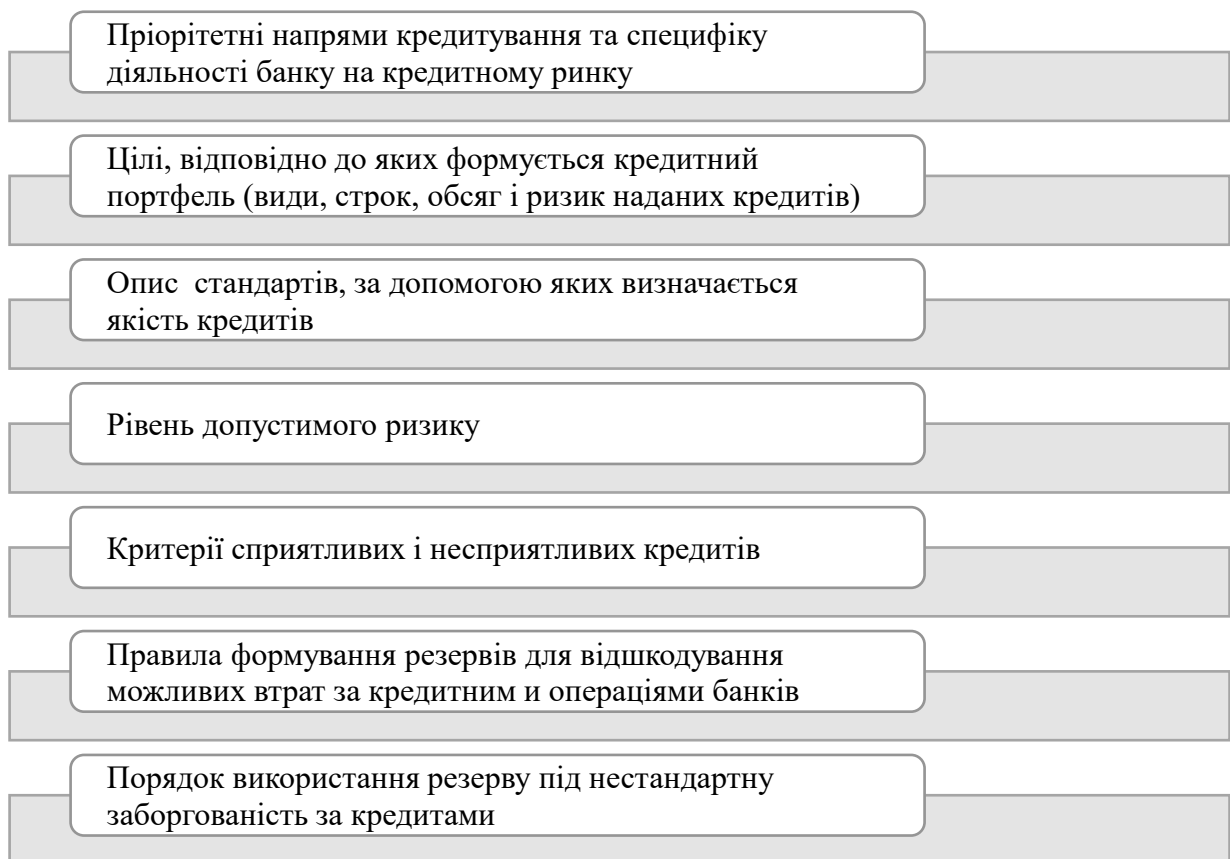 Пріорітетні напрями кредитування та специфіку
діяльності банку на кредитному ринку
Цілі, відповідно до яких формується кредитний
портфель (види, строк, обсяг і ризик наданих кредитів)
Опис стандартів, за допомогою яких визначається
якість кредитів
Рівень допустимого ризику
Критерії сприятливих і несприятливих кредитів
Правила формування резервів для відшкодування
можливих втрат за кредитним и операціями банків
Порядок використання резерву під нестандартну
заборгованість за кредитами